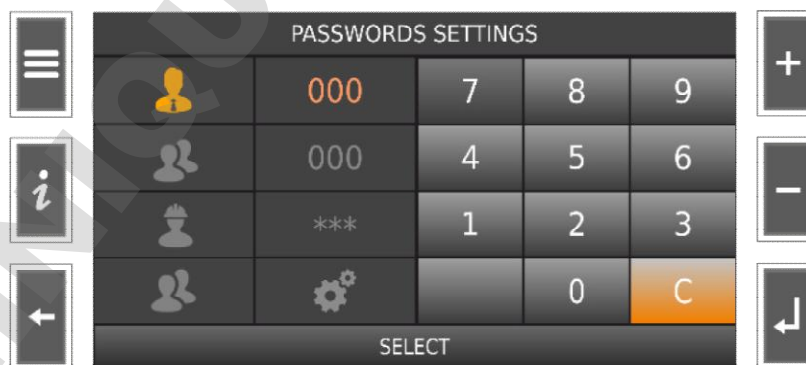 PASSWORDS SETTINGS
000 7 8 9
000 4 5 6
*** 1 2 3
0 C
SELECT
+
i
−